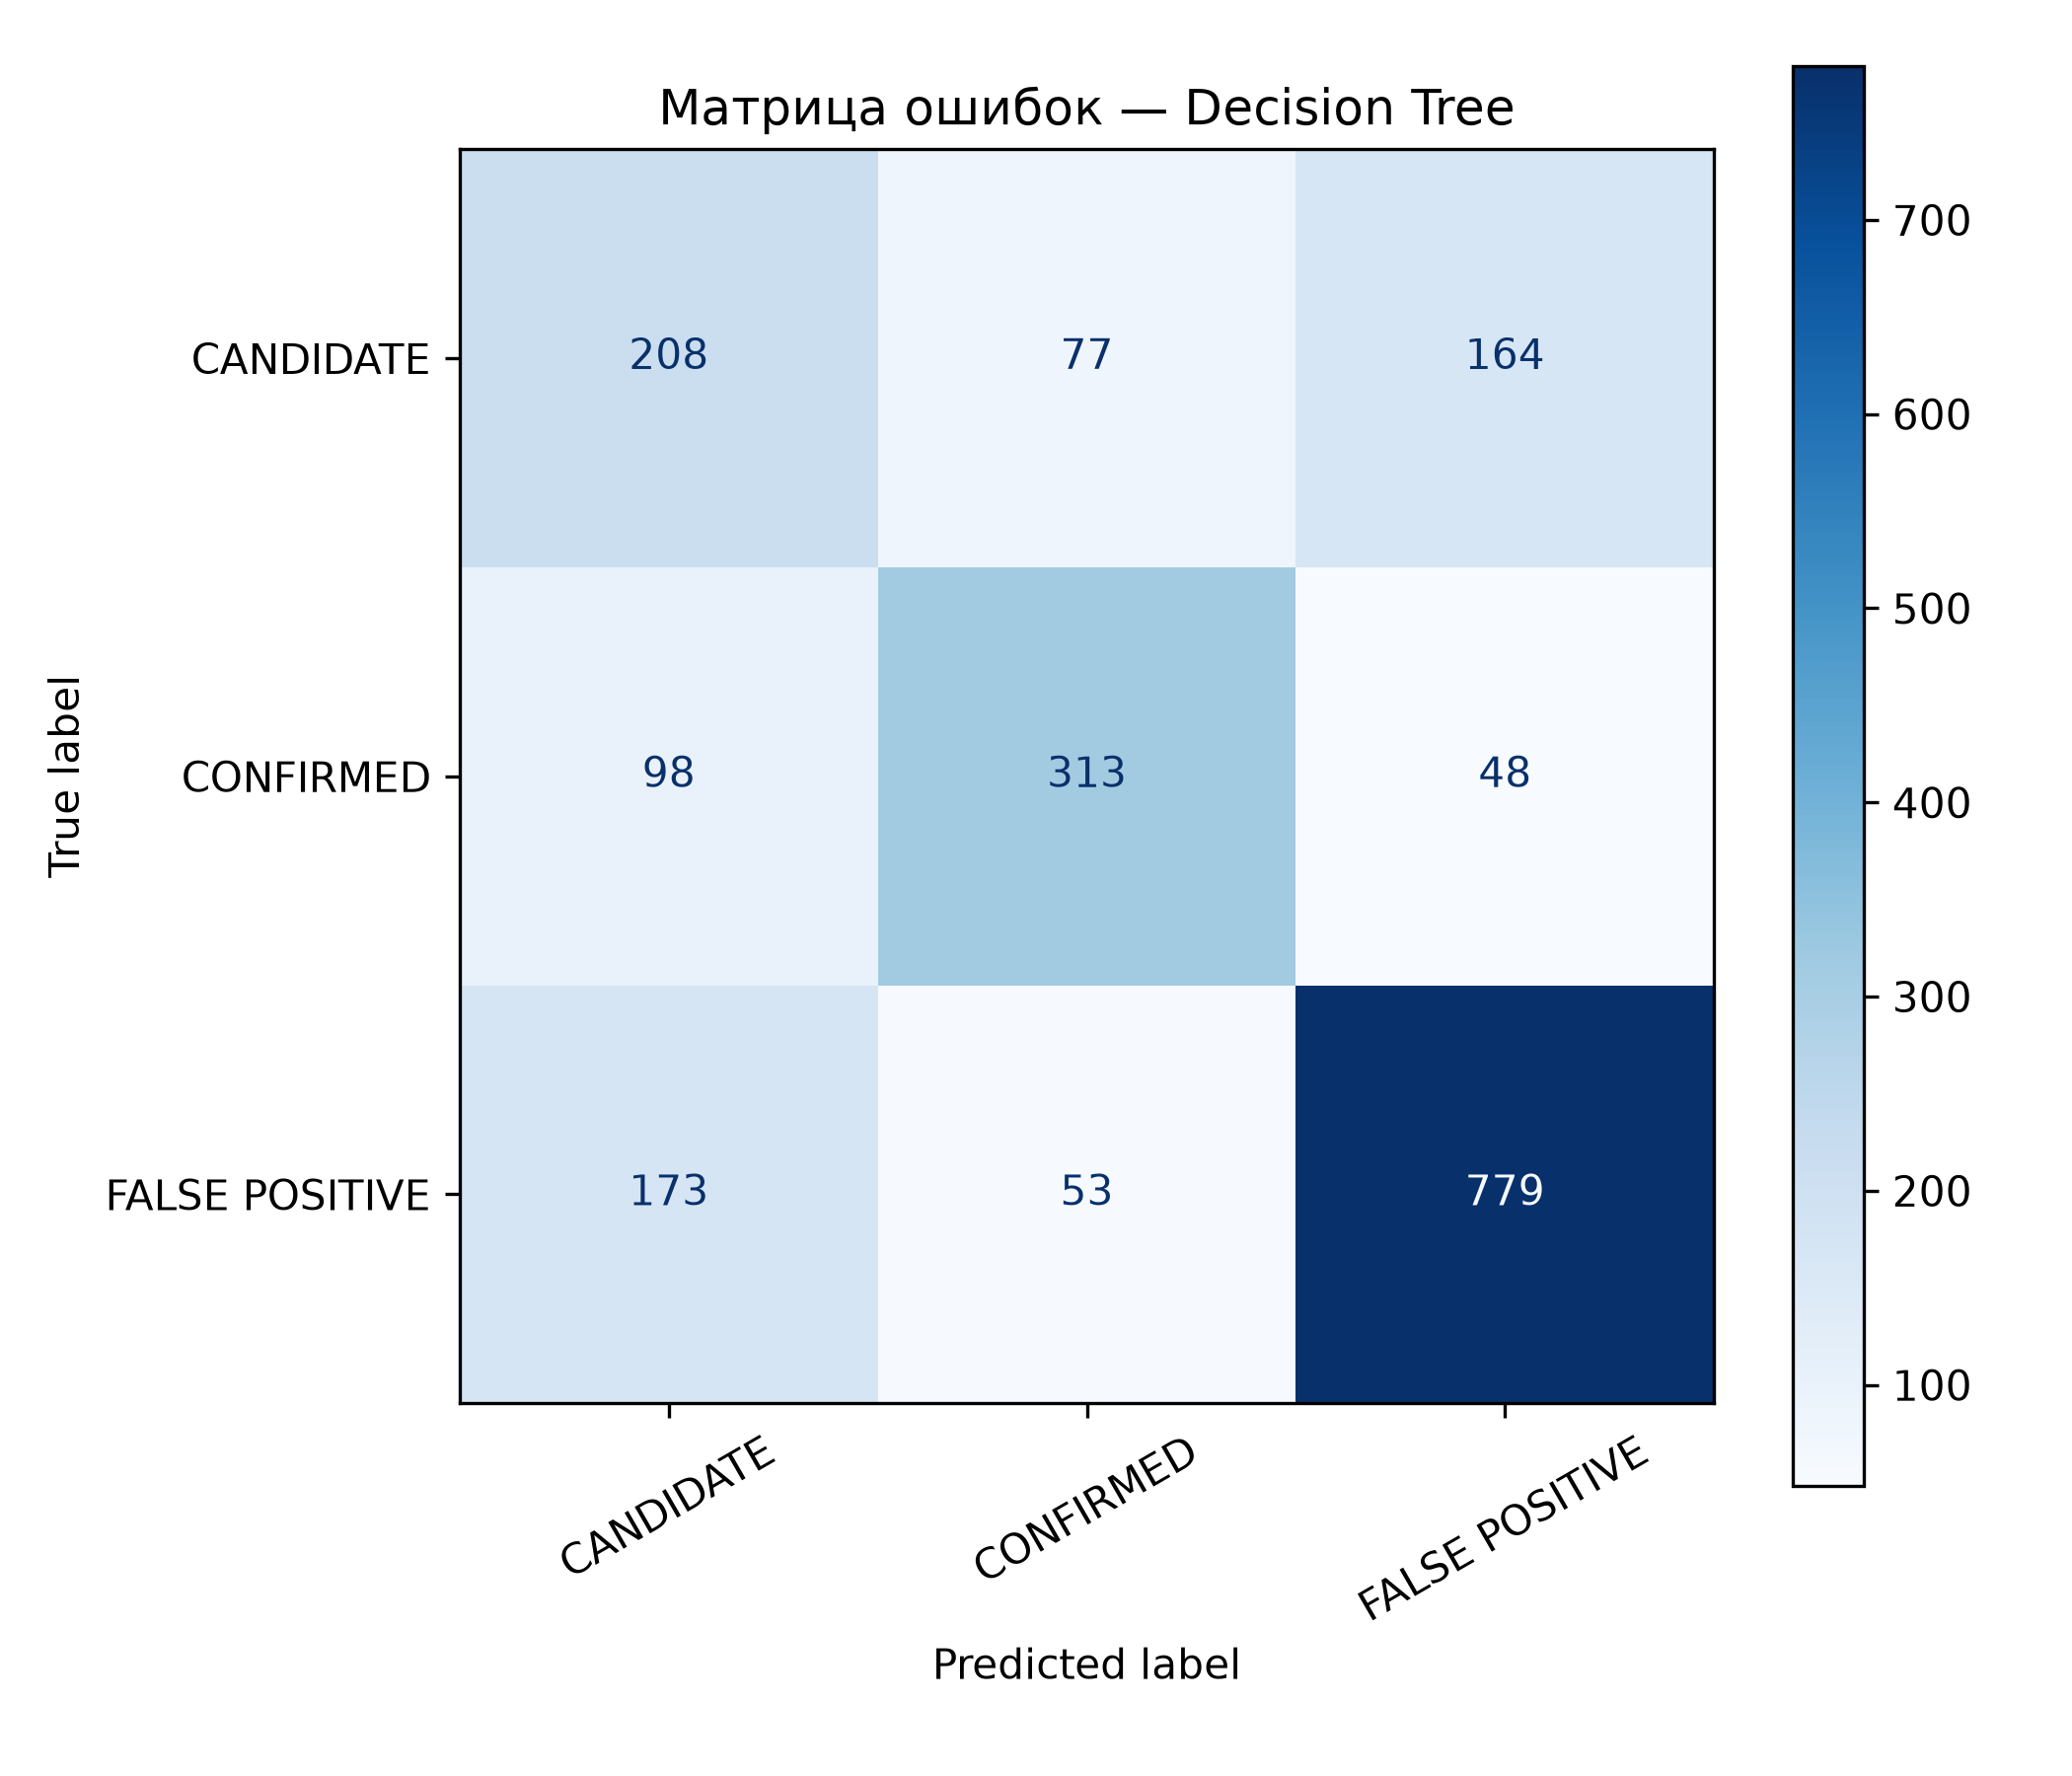 Матрица ошибок — Decision Tree
True label
CANDIDATE
208 77 164
CONFIRMED
98 313 48
FALSE POSITIVE
173 53 779
CANDIDATE CONFIRMED FALSE POSITIVE
Predicted label
700
600
500
400
300
200
100